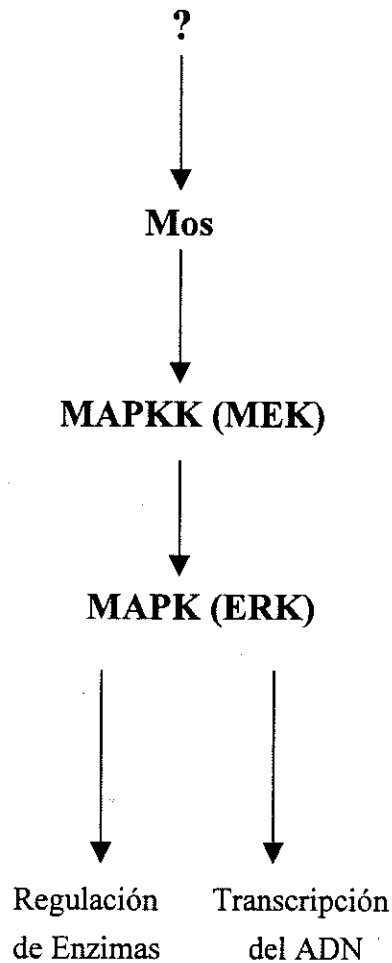 ?
Mos
MAPKK (MEK)
MAPK (ERK)
Regulación
de Enzimas
Transcripción
del ADN